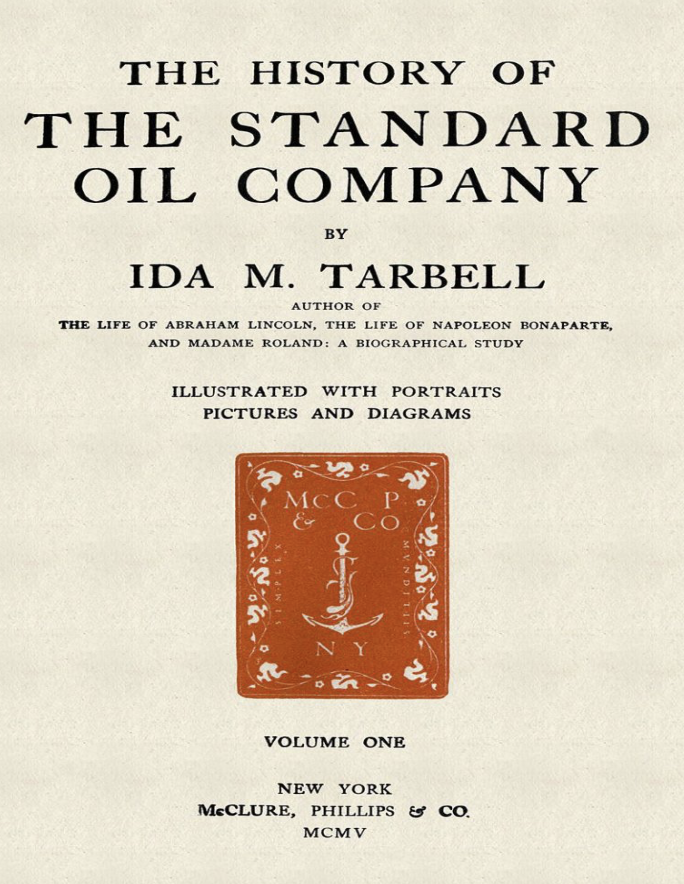 THE HISTORY OF
THE STANDARD
OIL COMPANY
BY
IDA M. TARBELL
AUTHOR OF
THE LIFE OF ABRAHAM LINCOLN, THE LIFE OF NAPOLEON BONAPARTE,
AND MADAME ROLAND: A BIOGRAPHICAL STUDY
ILLUSTRATED WITH PORTRAITS
PICTURES AND DIAGRAMS
McC P
& Co
SIMPLEX
MUNDITIIS
N Y
VOLUME ONE
NEW YORK
McCLURE, PHILLIPS & CO.
MCMV